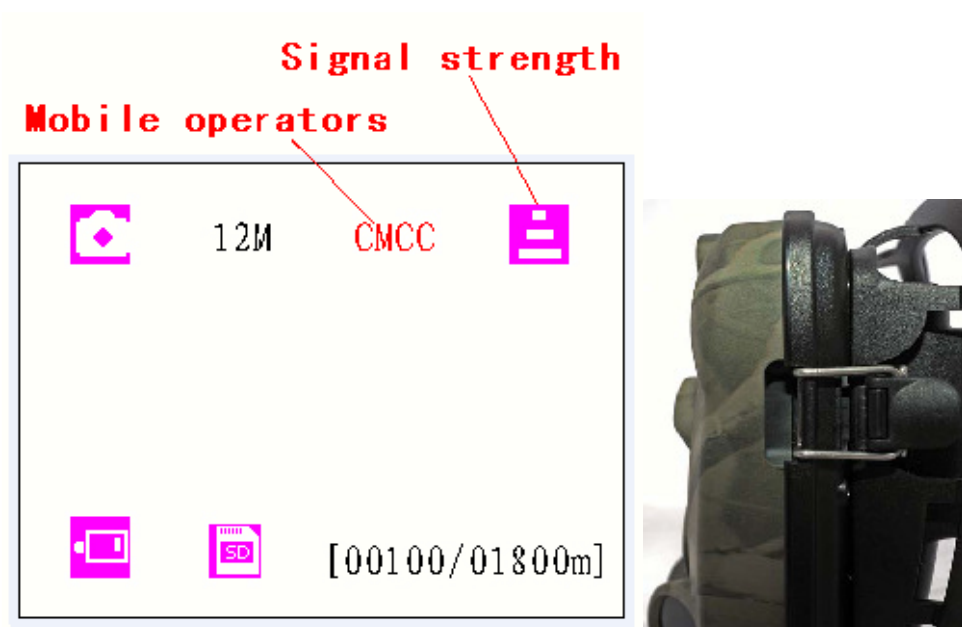 Signal strength
Mobile operators
12M CMCC
SD [00100/01800m]